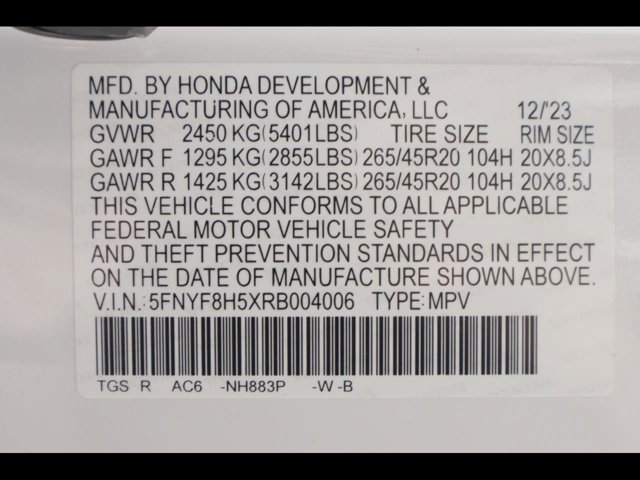 MFD. BY HONDA DEVELOPMENT &
MANUFACTURING OF AMERICA, LLC 12/'23
GVWR 2450 KG(5401LBS) TIRE SIZE RIM SIZE
GAWR F 1295 KG(2855LBS) 265/45R20 104H 20X8.5J
GAWR R 1425 KG(3142LBS) 265/45R20 104H 20X8.5J
THIS VEHICLE CONFORMS TO ALL APPLICABLE
FEDERAL MOTOR VEHICLE SAFETY
AND THEFT PREVENTION STANDARDS IN EFFECT
ON THE DATE OF MANUFACTURE SHOWN ABOVE.
V.I.N.: 5FNYF8H5XRB004006 TYPE: MPV
TGS R AC6 -NH883P -W -B